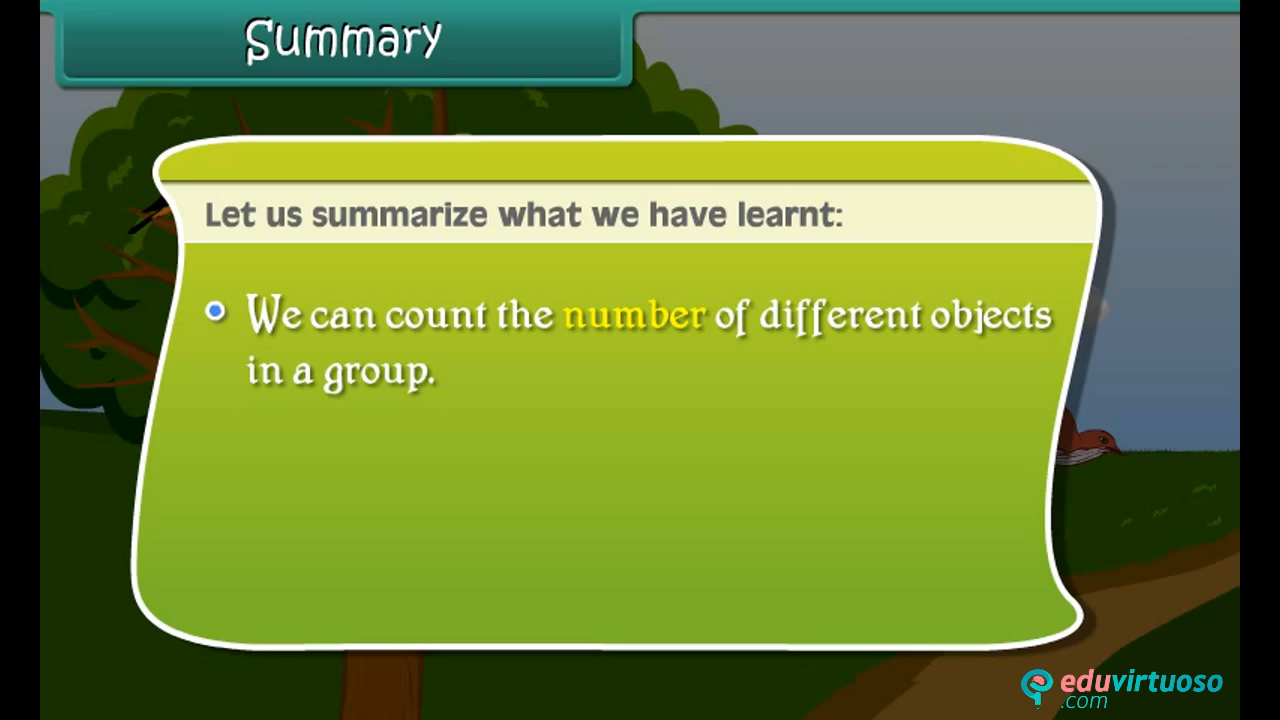 Summary
Let us summarize what we have learnt:
We can count the number of different objects
in a group.
eduvirtuoso
.com